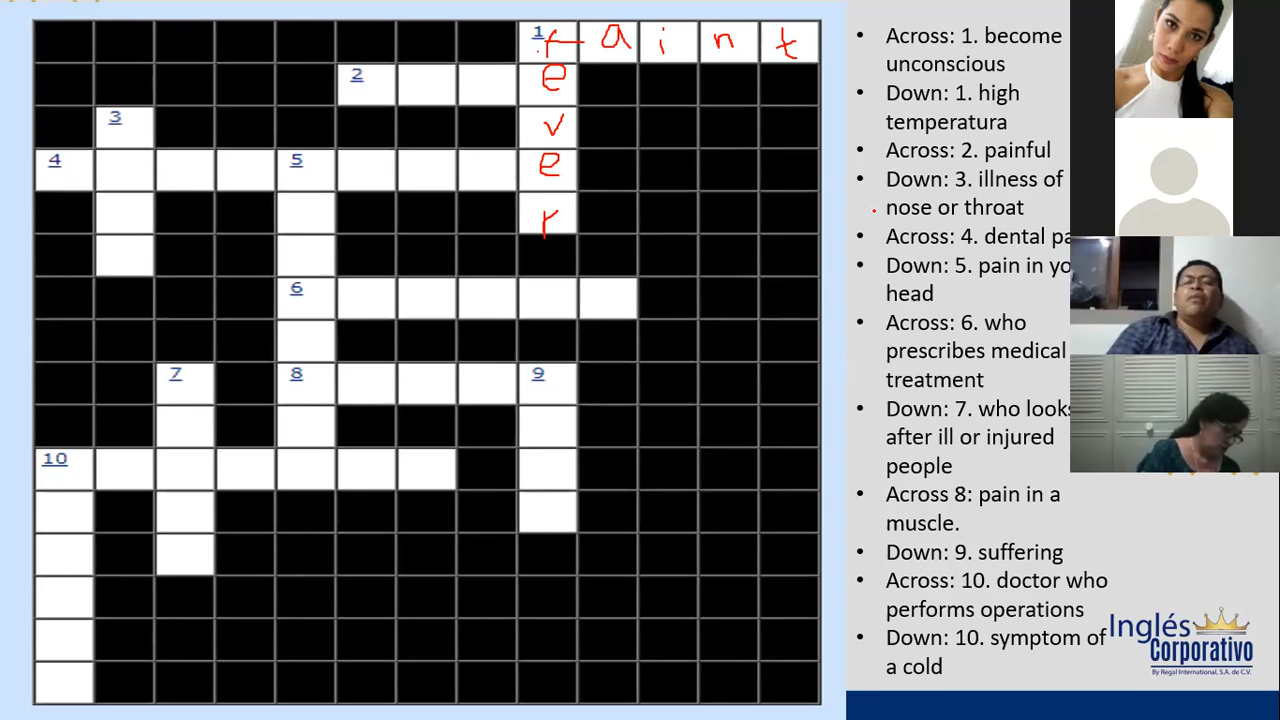 1 f a i n t
2 e
3 v
4 5 e
r
6
7 8 9
10
• Across: 1. become
unconscious
• Down: 1. high
temperatura
• Across: 2. painful
• Down: 3. illness of
nose or throat
• Across: 4. dental pa
• Down: 5. pain in yo
head
• Across: 6. who
prescribes medical
treatment
• Down: 7. who looks
after ill or injured
people
• Across 8: pain in a
muscle.
• Down: 9. suffering
• Across: 10. doctor who
performs operations
• Down: 10. symptom of
a cold
Inglés
Corporativo
By Regal International, S.A. de C.V.